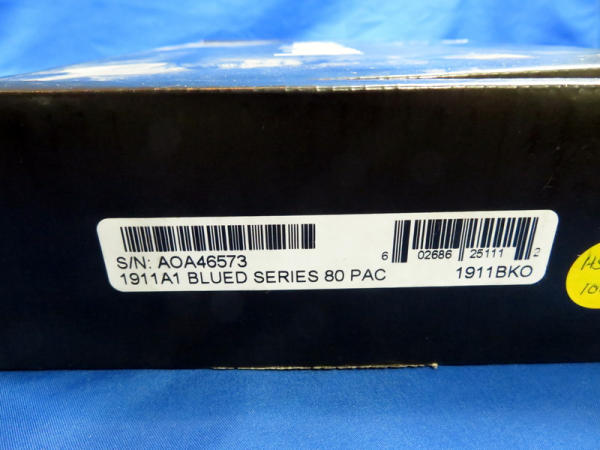 S/N: AOA46573
1911A1 BLUED SERIES 80 PAC
6 02686 25111 2
1911BKO